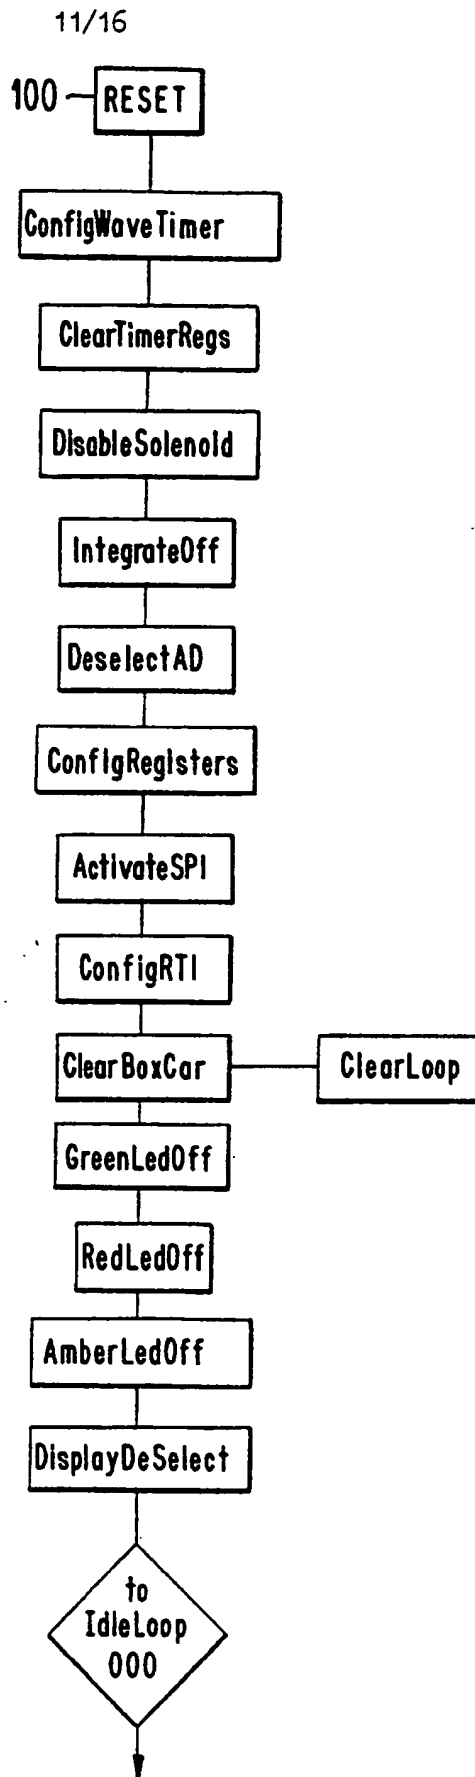 11/16
100
RESET
ConfigWaveTimer
ClearTimerRegs
DisableSolenoid
IntegrateOff
DeselectAD
ConfigRegisters
ActivateSPI
ConfigRTI
ClearBoxCar
ClearLoop
GreenLedOff
RedLedOff
AmberLedOff
DisplayDeSelect
to
IdleLoop
000